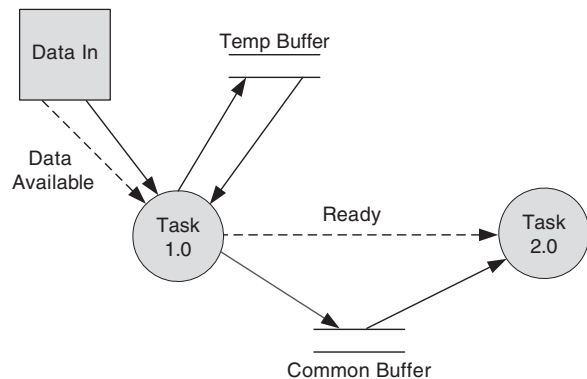 Data In
Temp Buffer
Data
Available
Task
1.0
Ready
Task
2.0
Common Buffer